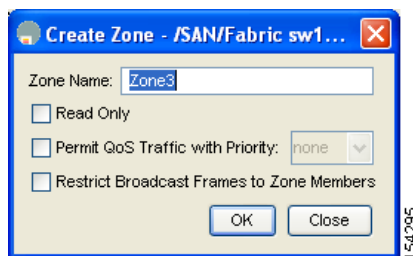 Create Zone - /SAN/Fabric sw1...
Zone Name: Zone3
Read Only
Permit QoS Traffic with Priority: none
Restrict Broadcast Frames to Zone Members
OK Close
154295